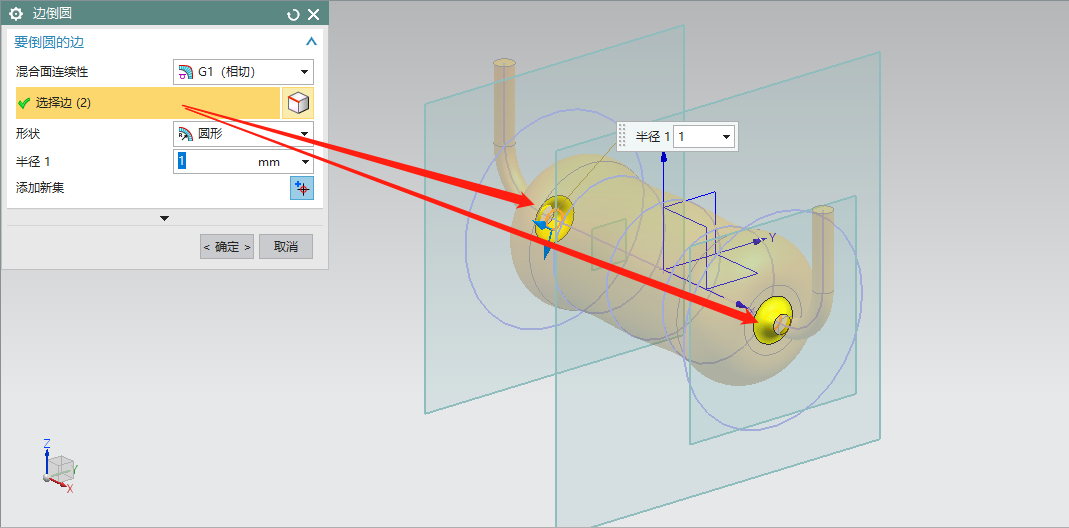 边倒圆
要倒圆的边
混合面连续性
G1（相切）
选择边 (2)
形状
圆形
半径 1
1 mm
添加新集
< 确定 >
取消
半径 1 1
Y
X
Z
Y
X